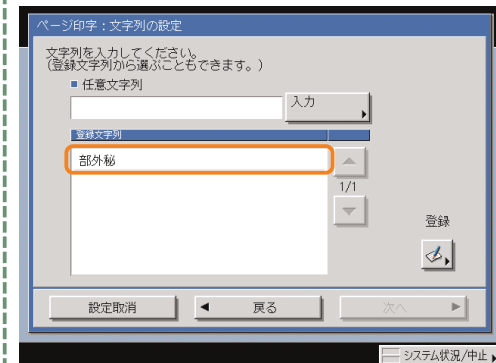 ページ印字：文字列の設定
文字列を入力してください。
（登録文字列から選ぶこともできます。）
■ 任意文字列
入力
登録文字列
部外秘
1/1
登録
設定取消
戻る
次へ
システム状況/中止